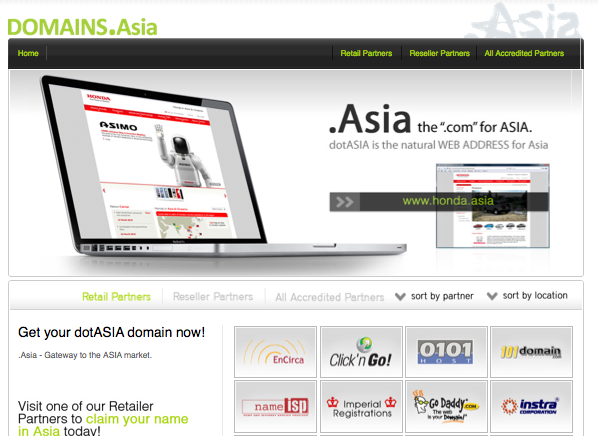 DOMAINS.Asia
Asia
Home
Retail Partners
Reseller Partners
All Accredited Partners
HONDA
ASIMO
.Asia the ".com" for ASIA.
dotASIA is the natural WEB ADDRESS for Asia
www.honda.asia
Retail Partners
Reseller Partners
All Accredited Partners
sort by partner
sort by location
Get your dotASIA domain now!
.Asia - Gateway to the ASIA market.
Visit one of our Retailer
Partners to claim your name
in Asia today!
EnCirca
Click'n Go!
0101
HOST
101domain
.com
name isp
Imperial
Registrations
Go Daddy
.COM
The web is
your Domain!
instra
CORPORATION